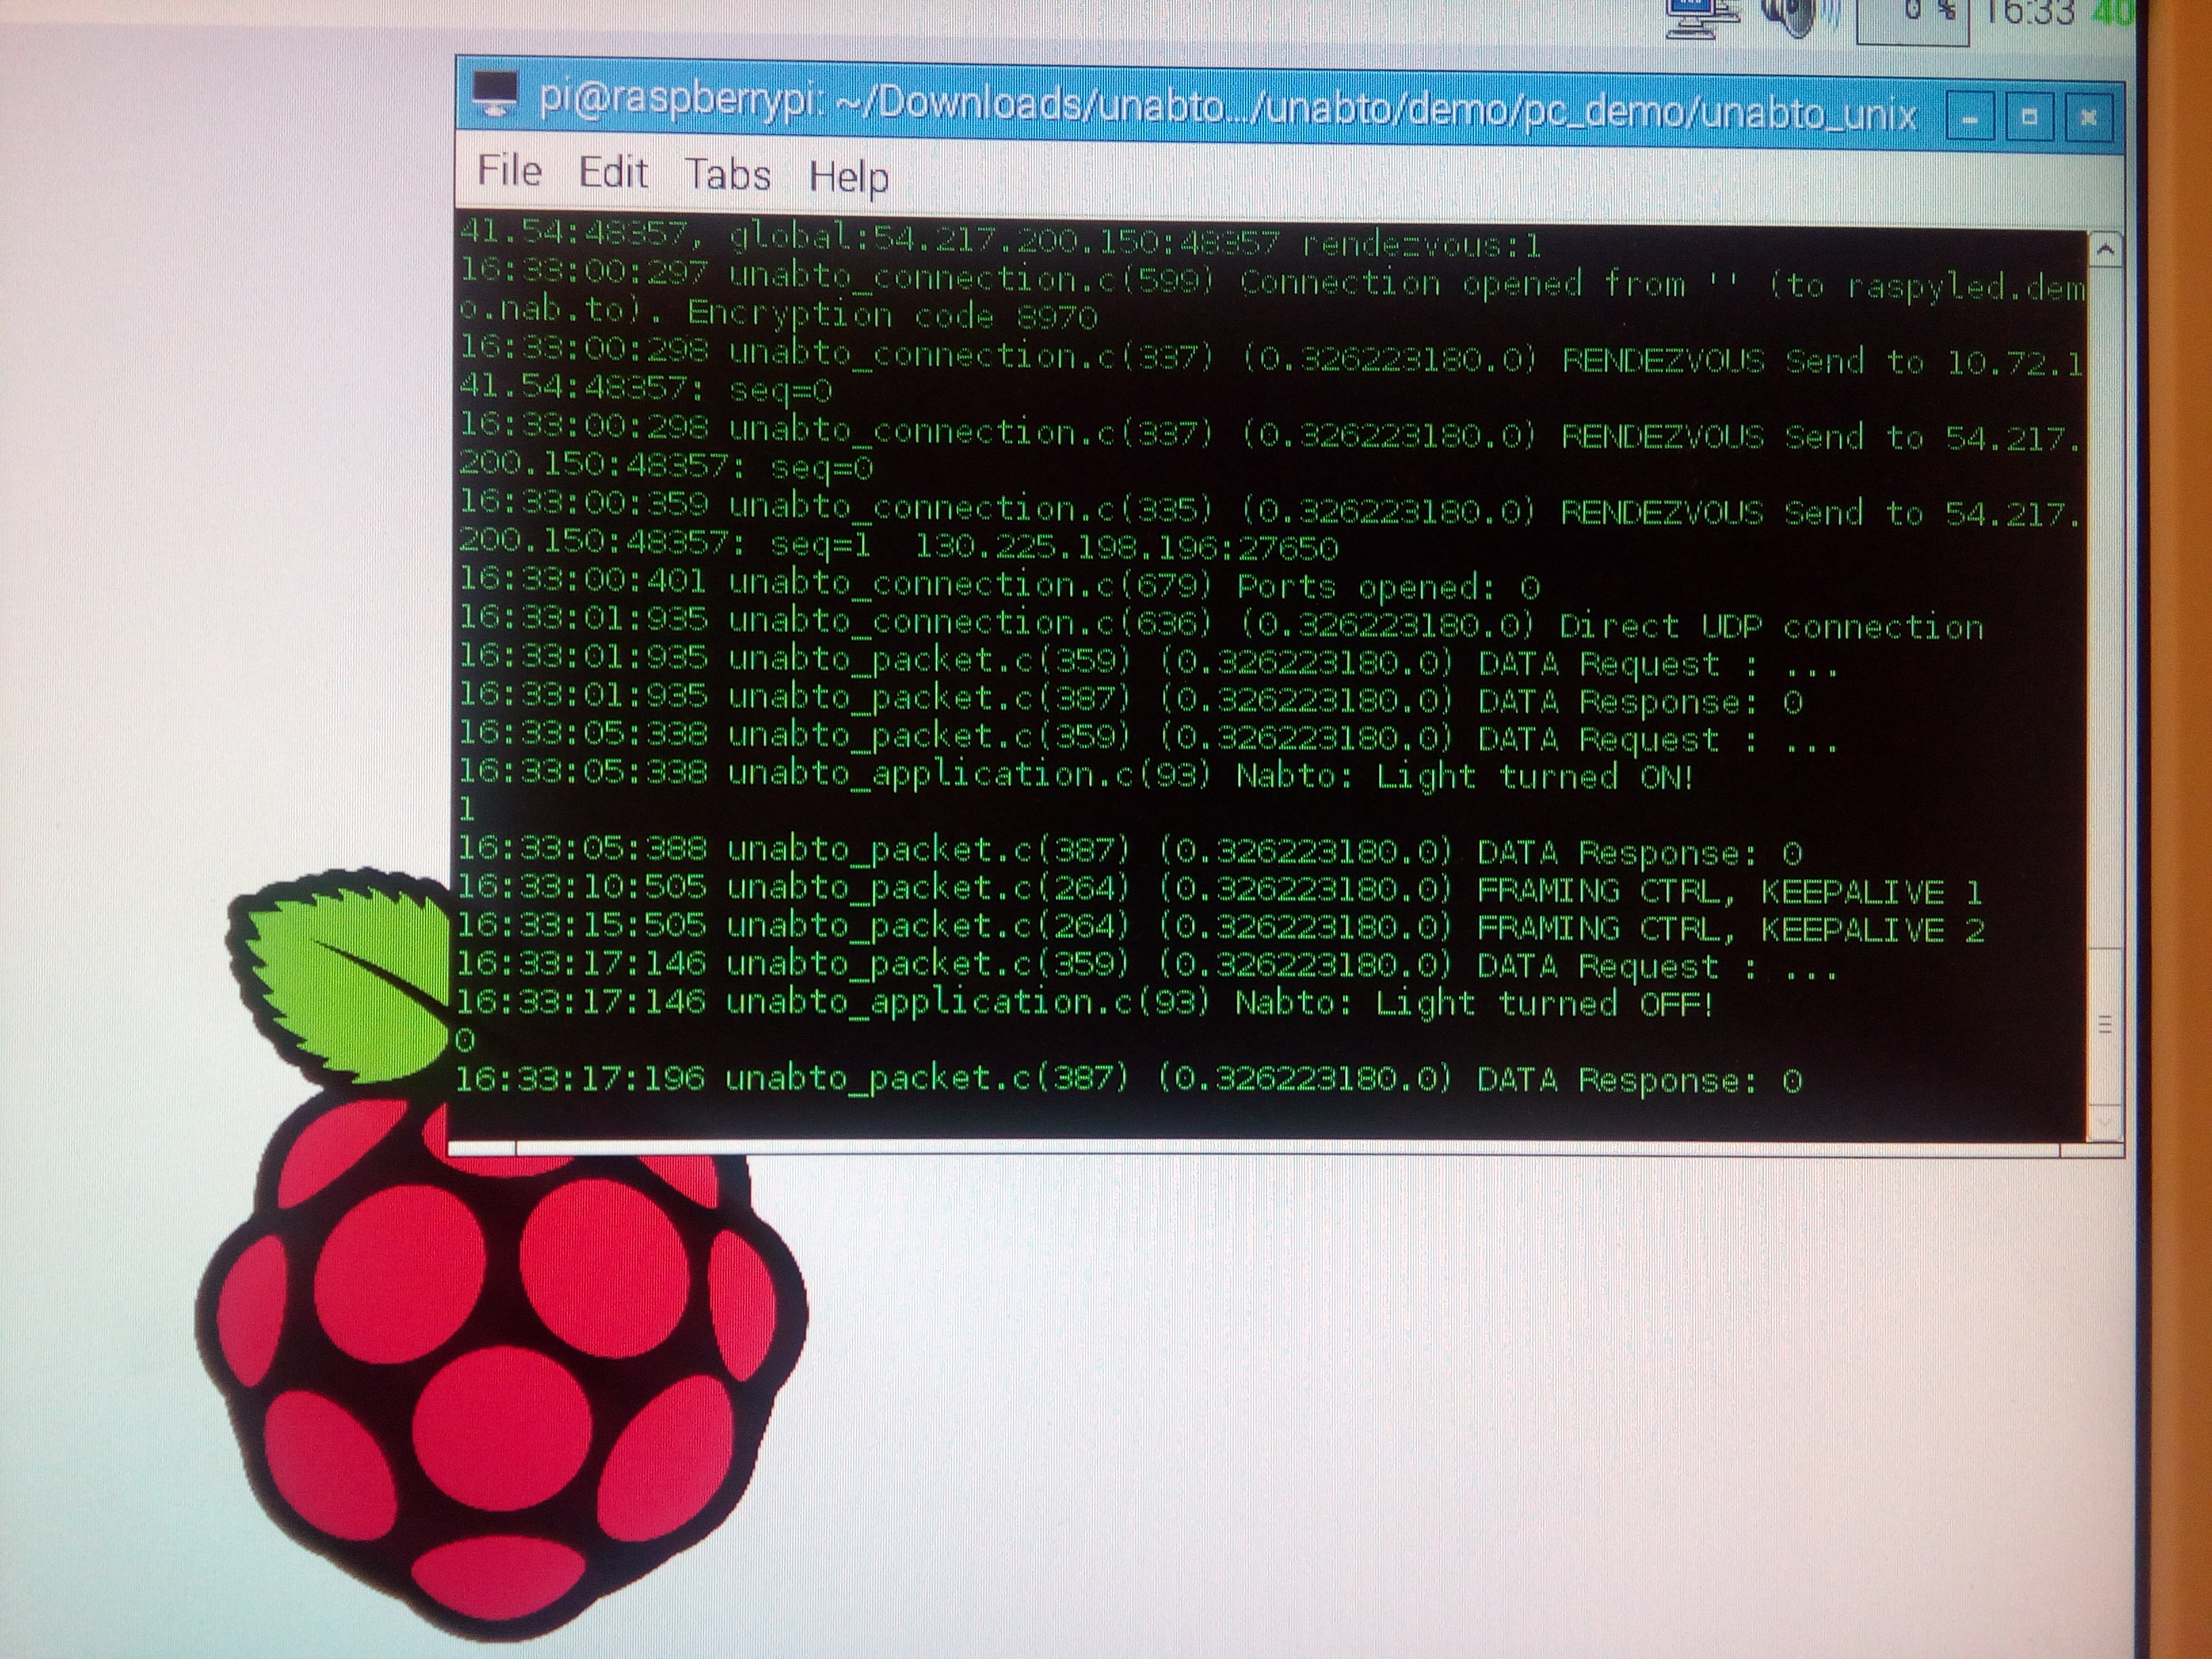 0 % 16:33 40
pi@raspberrypi: ~/Downloads/unabto.../unabto/demo/pc_demo/unabto_unix
File Edit Tabs Help
41.54:48357, global:54.217.200.150:48357 rendezvous:1
16:33:00:297 unabto_connection.c(599) Connection opened from '' (to raspyled.dem
o.nab.to). Encryption code 8970
16:33:00:298 unabto_connection.c(337) (0.326223180.0) RENDEZVOUS Send to 10.72.1
41.54:48357: seq=0
16:33:00:298 unabto_connection.c(337) (0.326223180.0) RENDEZVOUS Send to 54.217.
200.150:48357: seq=0
16:33:00:359 unabto_connection.c(335) (0.326223180.0) RENDEZVOUS Send to 54.217.
200.150:48357: seq=1  130.225.198.196:27650
16:33:00:401 unabto_connection.c(679) Ports opened: 0
16:33:01:935 unabto_connection.c(636) (0.326223180.0) Direct UDP connection
16:33:01:935 unabto_packet.c(359) (0.326223180.0) DATA Request : ...
16:33:01:935 unabto_packet.c(387) (0.326223180.0) DATA Response: 0
16:33:05:338 unabto_packet.c(359) (0.326223180.0) DATA Request : ...
16:33:05:338 unabto_application.c(93) Nabto: Light turned ON!
1
16:33:05:388 unabto_packet.c(387) (0.326223180.0) DATA Response: 0
16:33:10:505 unabto_packet.c(264) (0.326223180.0) FRAMING CTRL, KEEPALIVE 1
16:33:15:505 unabto_packet.c(264) (0.326223180.0) FRAMING CTRL, KEEPALIVE 2
16:33:17:146 unabto_packet.c(359) (0.326223180.0) DATA Request : ...
16:33:17:146 unabto_application.c(93) Nabto: Light turned OFF!
0
16:33:17:196 unabto_packet.c(387) (0.326223180.0) DATA Response: 0